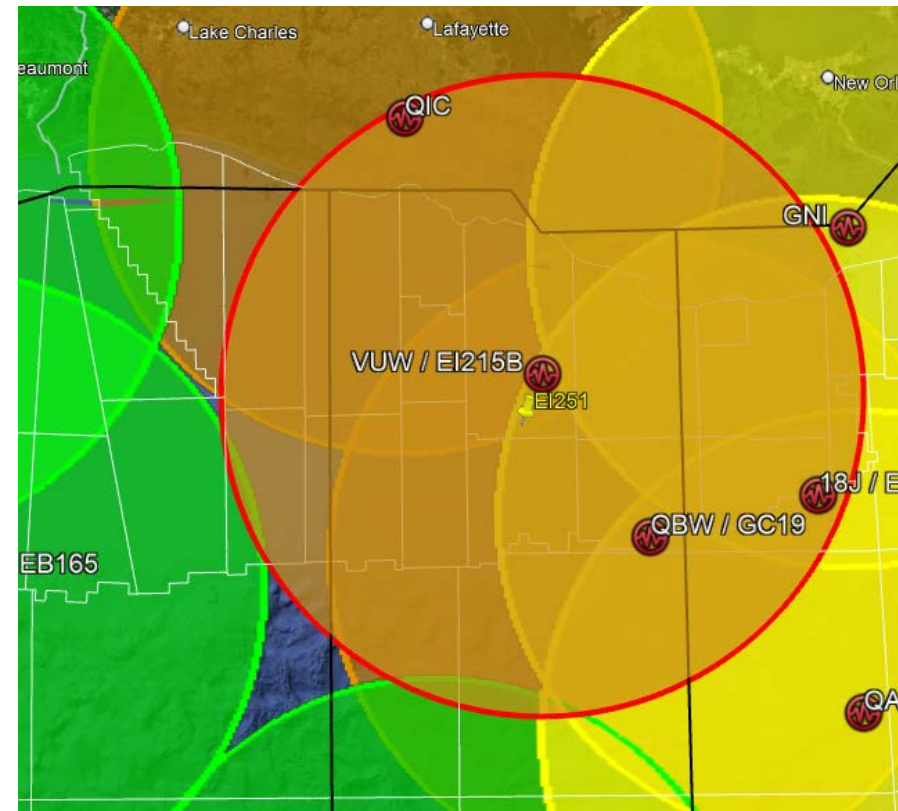 Lake Charles
Lafayette
eaumont
New Orl
QIC
GNI
VUW / EI215B
EI251
18J / E
QBW / GC19
EB165
QA